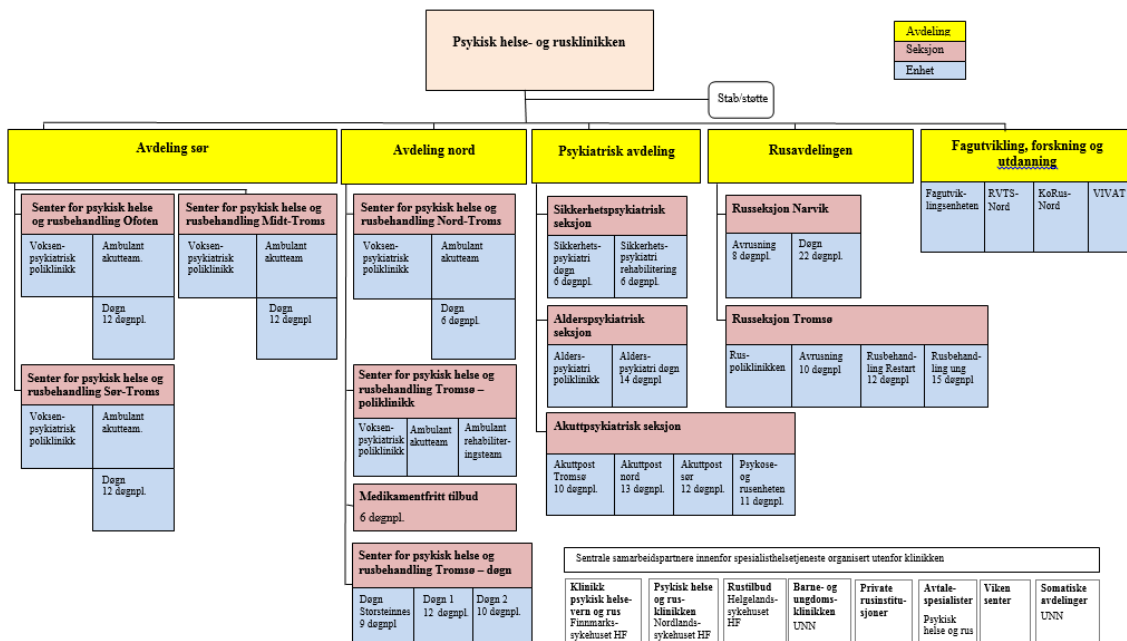 Psykisk helse- og rusklinikken
Avdeling
Seksjon
Enhet
Stab/støtte
Avdeling sør
Senter for psykisk helse
og rusbehandling Ofoten
Voksen-
psykiatrisk
poliklinikk
Ambulant
akutteam
Døgn
12 døgnpl.
Senter for psykisk helse og
rusbehandling Midt-Troms
Voksen-
psykiatrisk
poliklinikk
Ambulant
akutteam
Døgn
12 døgnpl
Senter for psykisk helse og
rusbehandling Sør-Troms
Voksen-
psykiatrisk
poliklinikk
Ambulant
akutteam.
Døgn
12 døgnpl.
Avdeling nord
Senter for psykisk helse og
rusbehandling Nord-Troms
Voksen-
psykiatrisk
poliklinikk
Ambulant
akutteam
Døgn
6 døgnpl.
Senter for psykisk helse og
rusbehandling Tromsø –
poliklinikk
Voksen-
psykiatrisk
poliklinikk
Ambulant
akutteam
Ambulant
rehabiliter-
ingsteam
Medikamentfritt tilbud
6 døgnpl.
Senter for psykisk helse og
rusbehandling Tromsø – døgn
Døgn
Storsteinnes
9 døgnpl
Døgn 1
12 døgnpl.
Døgn 2
10 døgnpl.
Psykiatrisk avdeling
Sikkerhetspsykiatrisk
seksjon
Sikkerhets-
psykiatri
døgn
6 døgnpl.
Sikkerhets-
psykiatri
rehabilitering
6 døgnpl.
Alderspsykiatrisk
seksjon
Alders-
psykiatri
poliklinikk
Alders-
psykiatri døgn
14 døgnpl
Akuttpsykiatrisk seksjon
Akuttpost
Tromsø
10 døgnpl.
Akuttpost
nord
13 døgnpl.
Akuttpost
sør
12 døgnpl.
Psykose-
og
rusenheten
11 døgnpl.
Rusavdelingen
Russeksjon Narvik
Avrusning
8 døgnpl.
Døgn
22 døgnpl.
Russeksjon Tromsø
Rus-
poliklinikken
Avrusning
10 døgnpl
Rusbehand-
ling Restart
12 døgnpl
Rusbehand-
ling ung
15 døgnpl
Fagutvikling, forskning og
utdanning
Fagutvik-
lingsenheten
RVTS-
Nord
KoRus-
Nord
VIVAT
Sentrale samarbeidspartnere innenfor spesialisthelsetjeneste organisert utenfor klinikken
Klinikk
psykisk helse-
vern og rus
Finnmarks-
sykehuset HF
Psykisk helse
og rus-
klinikken
Nordlands-
sykehuset HF
Rustilbud
Helgelands-
sykehuset
HF
Barne- og
ungdoms-
klinikken
UNN
Private
rusinstitu-
sjoner
Avtale-
spesialister
Psykisk
helse og rus
Viken
senter
Somatiske
avdelinger
UNN